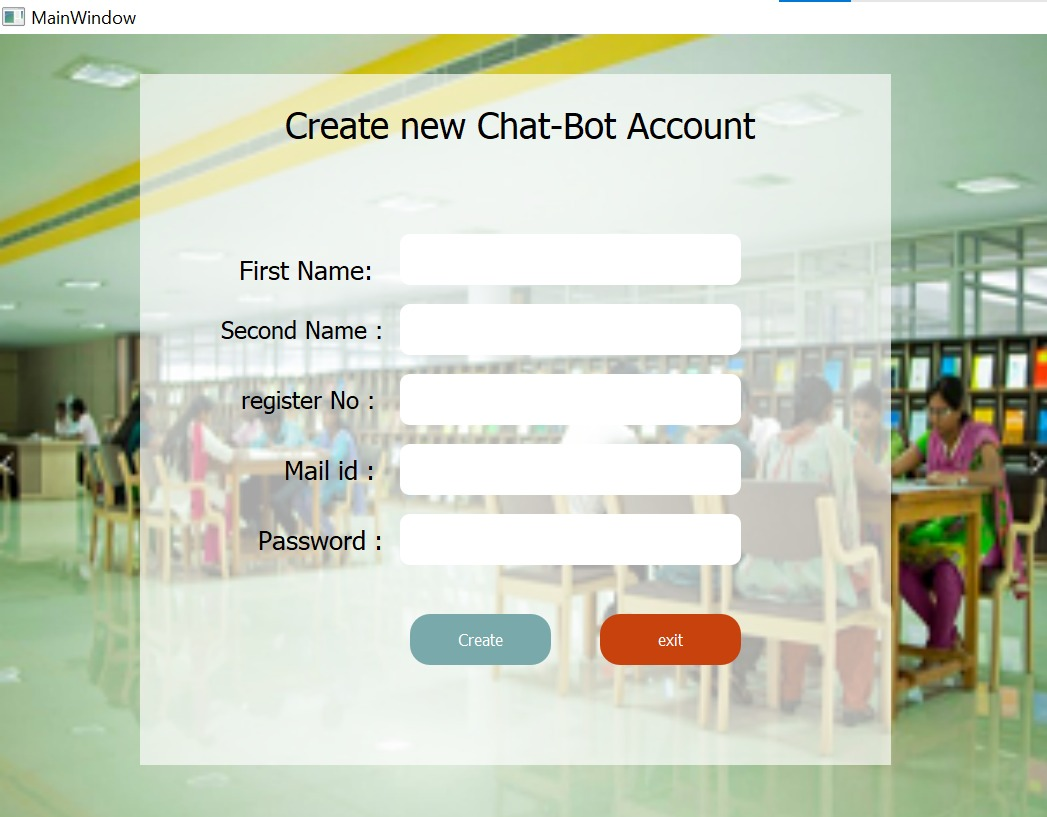 MainWindow
Create new Chat-Bot Account
First Name:
Second Name :
register No :
Mail id :
Password :
Create
exit